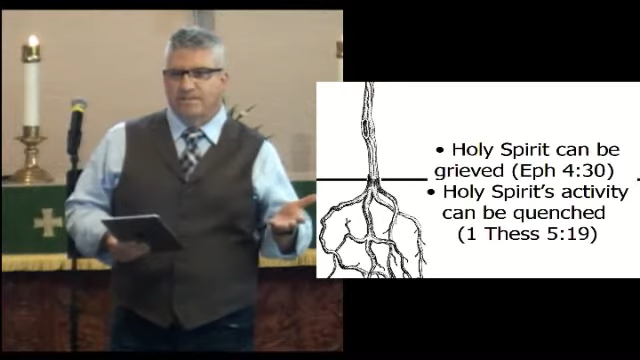 • Holy Spirit can be
grieved (Eph 4:30)
• Holy Spirit's activity
can be quenched
(1 Thess 5:19)